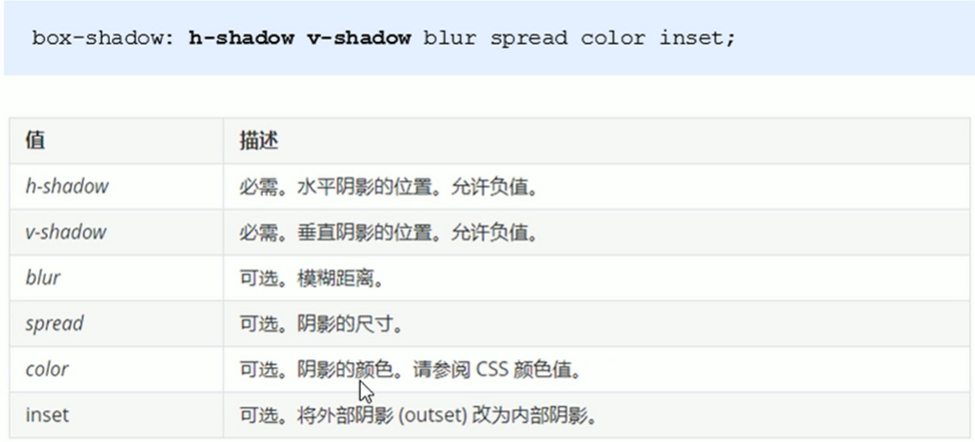 box-shadow: h-shadow v-shadow blur spread color inset;
值 描述
h-shadow 必需。水平阴影的位置。允许负值。
v-shadow 必需。垂直阴影的位置。允许负值。
blur 可选。模糊距离。
spread 可选。阴影的尺寸。
color 可选。阴影的颜色。请参阅 CSS 颜色值。
inset 可选。将外部阴影 (outset) 改为内部阴影。